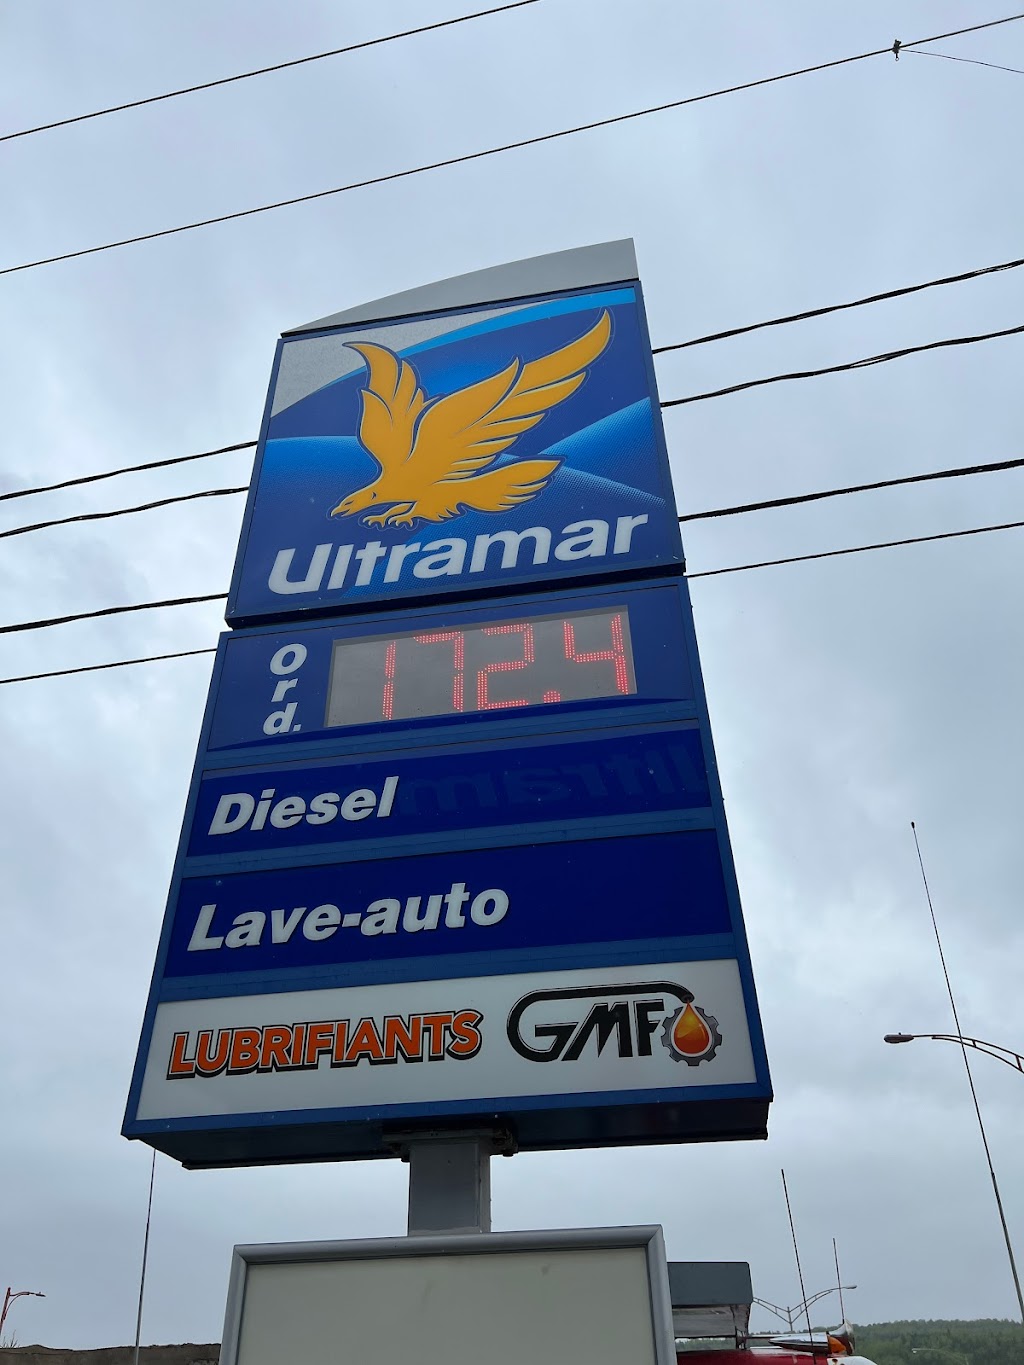 Ultramar
Ord. 172.4
Diesel
Lave-auto
LUBRIFIANTS GMF